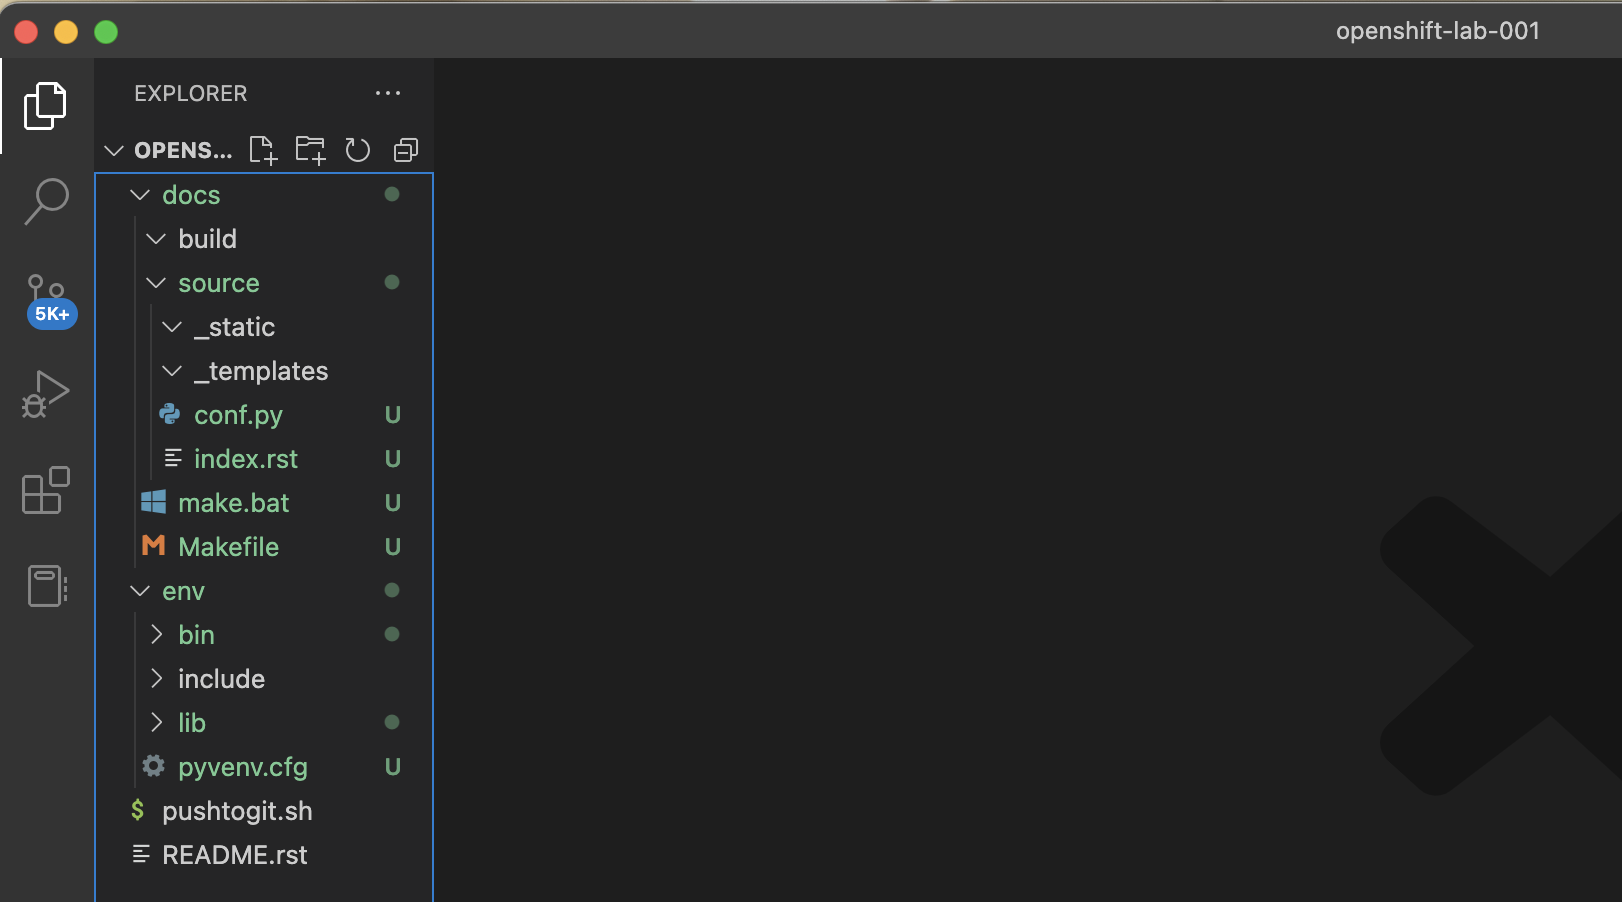 openshift-lab-001
EXPLORER
OPENS...
docs
build
source
5K+
_static
_templates
conf.py U
index.rst U
make.bat U
Makefile U
env
bin
include
lib
pyvenv.cfg U
pushtogit.sh
README.rst